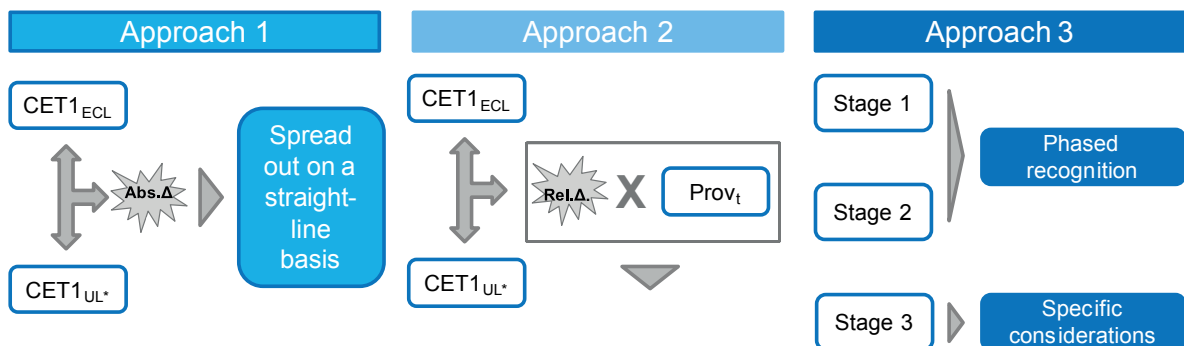 Approach 1
CET1ECL
Abs.Δ
Spread
out on a
straight-
line
basis
CET1UL*
Approach 2
CET1ECL
Rel.Δ.
X
Provt
CET1UL*
Approach 3
Stage 1
Stage 2
Phased
recognition
Stage 3
Specific
considerations